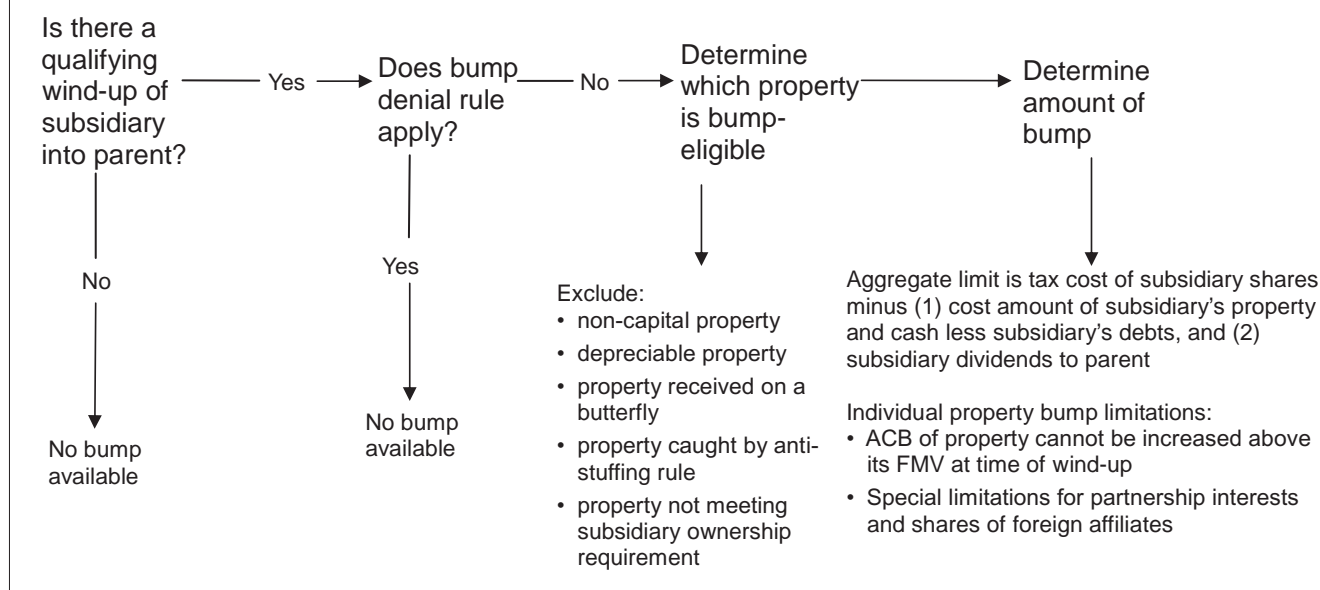 Is there a
qualifying
wind-up of
subsidiary
into parent?
Yes
No
No bump
available
Does bump
denial rule
apply?
No
Yes
No bump
available
Determine
which property
is bump-
eligible
Exclude:
• non-capital property
• depreciable property
• property received on a
butterfly
• property caught by anti-
stuffing rule
• property not meeting
subsidiary ownership
requirement
Determine
amount of
bump
Aggregate limit is tax cost of subsidiary shares
minus (1) cost amount of subsidiary's property
and cash less subsidiary's debts, and (2)
subsidiary dividends to parent
Individual property bump limitations:
• ACB of property cannot be increased above
its FMV at time of wind-up
• Special limitations for partnership interests
and shares of foreign affiliates